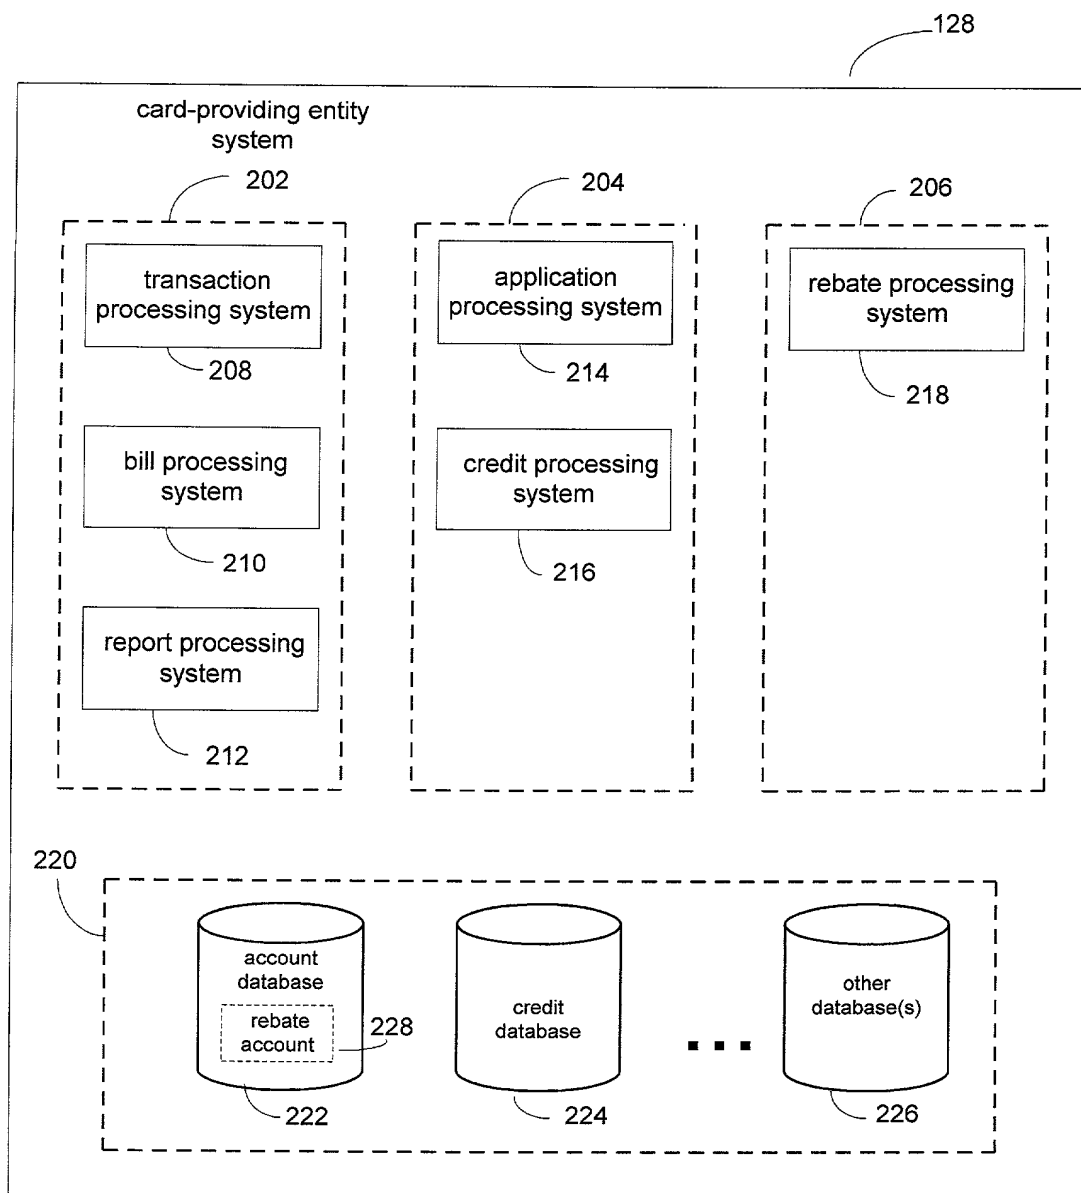 128
card-providing entity
system
202
204
206
transaction
processing system
208
application
processing system
214
rebate processing
system
218
bill processing
system
210
credit processing
system
216
report processing
system
212
220
account
database
rebate
account
228
222
credit
database
224
other
database(s)
226